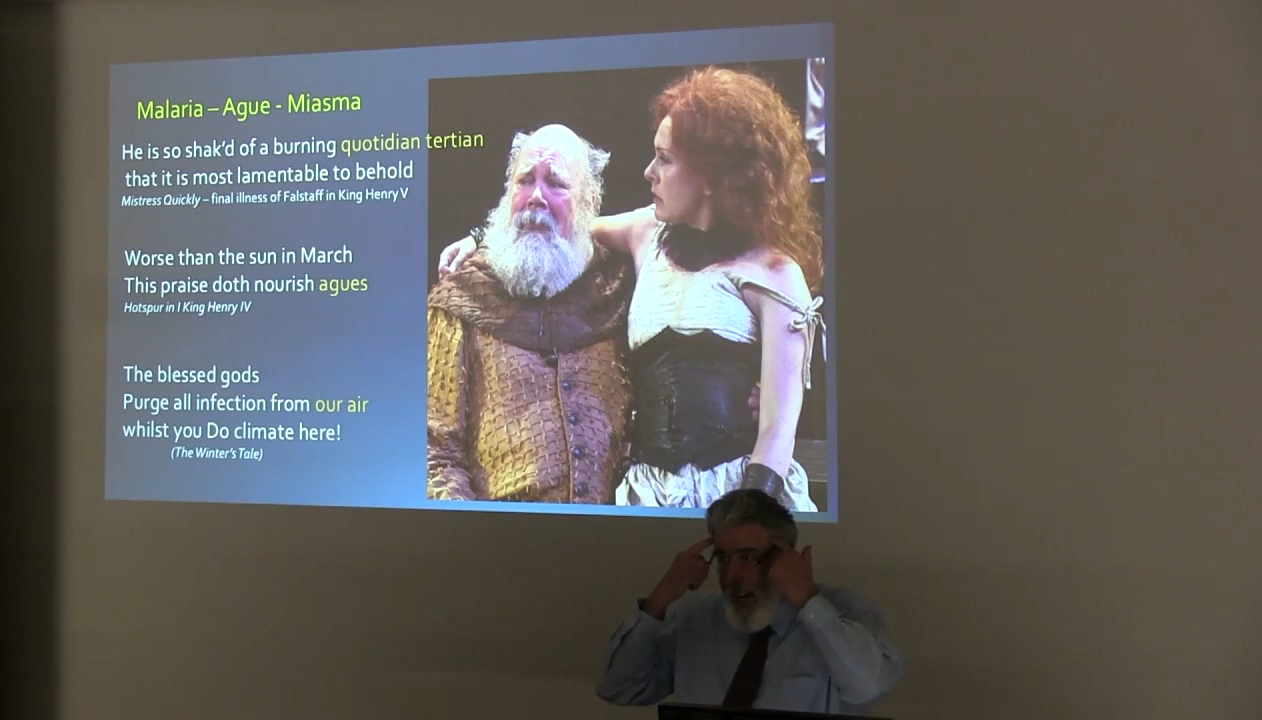 Malaria – Ague - Miasma
He is so shak'd of a burning quotidian tertian
that it is most lamentable to behold
Mistress Quickly – final illness of Falstaff in King Henry V
Worse than the sun in March
This praise doth nourish agues
Hotspur in I King Henry IV
The blessed gods
Purge all infection from our air
whilst you Do climate here!
(The Winter's Tale)